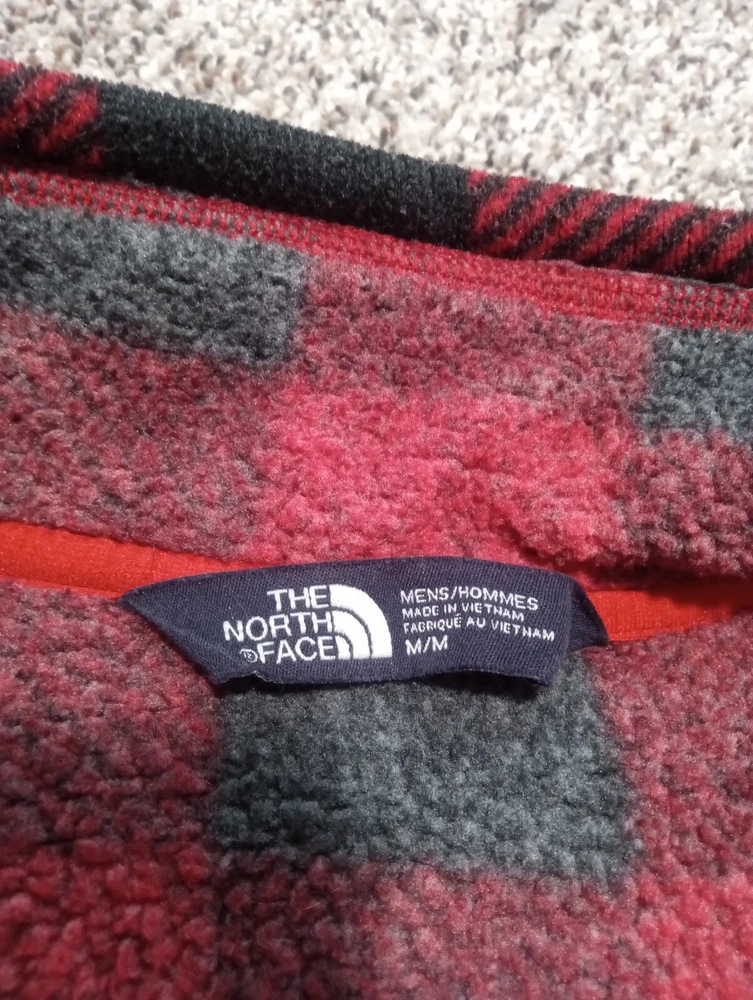 THE
NORTH
®FACE
MENS/HOMMES
MADE IN VIETNAM
FABRIQUÉ AU VIETNAM
M/M